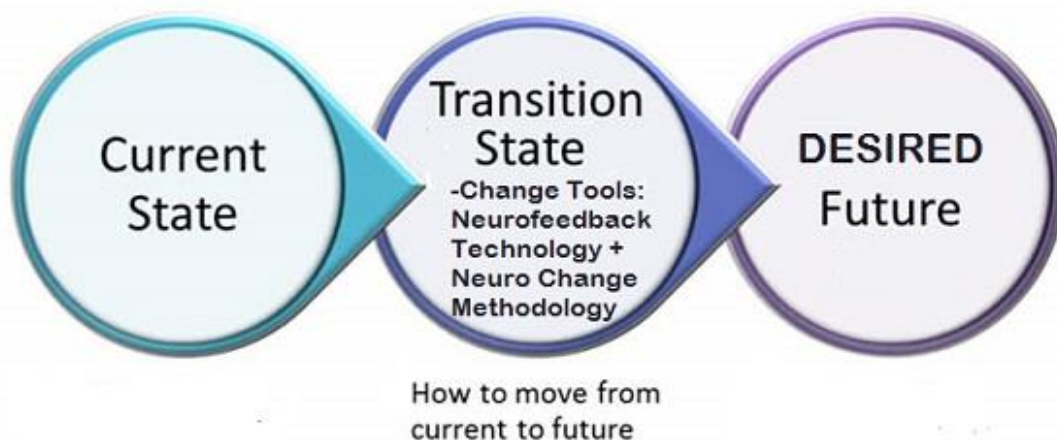 Current
State
Transition
State
-Change Tools:
Neurofeedback
Technology +
Neuro Change
Methodology
DESIRED
Future
How to move from
current to future